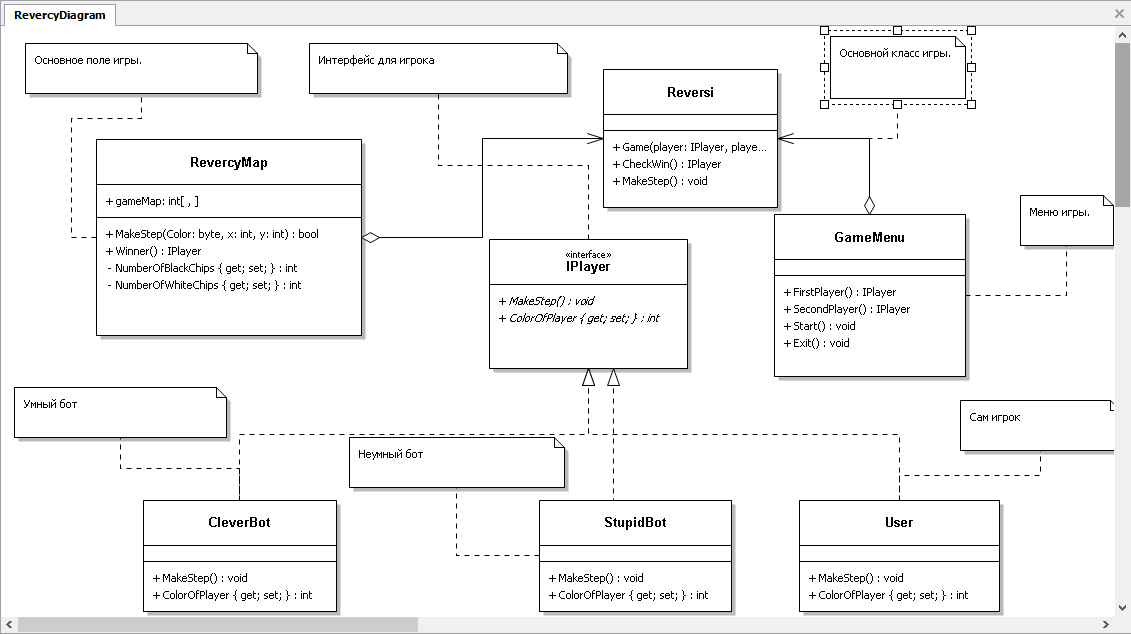 RevercyDiagram
Основное поле игры.
Интерфейс для игрока
Основной класс игры.
Reversi
+ Game(player: IPlayer, playe...
+ CheckWin() : IPlayer
+ MakeStep() : void
RevercyMap
+ gameMap: int[ , ]
+ MakeStep(Color: byte, x: int, y: int) : bool
+ Winner() : IPlayer
- NumberOfBlackChips { get; set; } : int
- NumberOfWhiteChips { get; set; } : int
Меню игры.
GameMenu
+ FirstPlayer() : IPlayer
+ SecondPlayer() : IPlayer
+ Start() : void
+ Exit() : void
«interface»
IPlayer
+ MakeStep() : void
+ ColorOfPlayer { get; set; } : int
Умный бот
Неумный бот
Сам игрок
CleverBot
+ MakeStep() : void
+ ColorOfPlayer { get; set; } : int
StupidBot
+ MakeStep() : void
+ ColorOfPlayer { get; set; } : int
User
+ MakeStep() : void
+ ColorOfPlayer { get; set; } : int